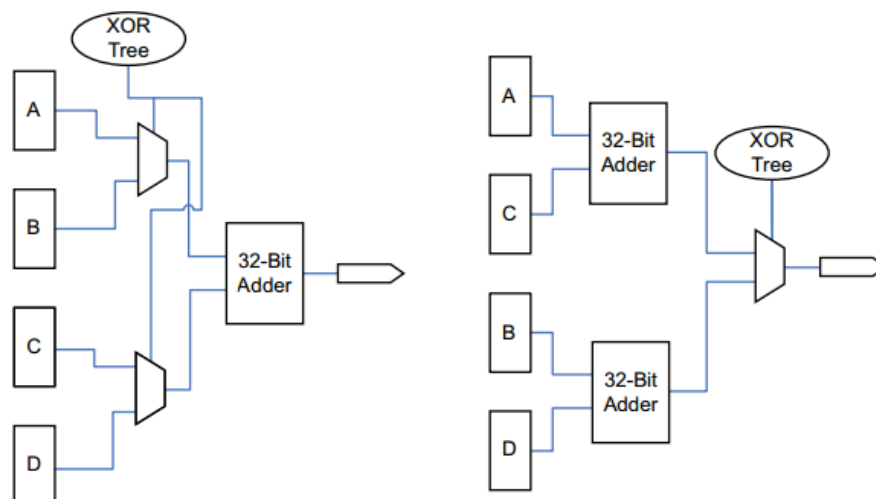 XOR
Tree
A
B
C
D
32-Bit
Adder
A
C
B
D
32-Bit
Adder
32-Bit
Adder
XOR
Tree